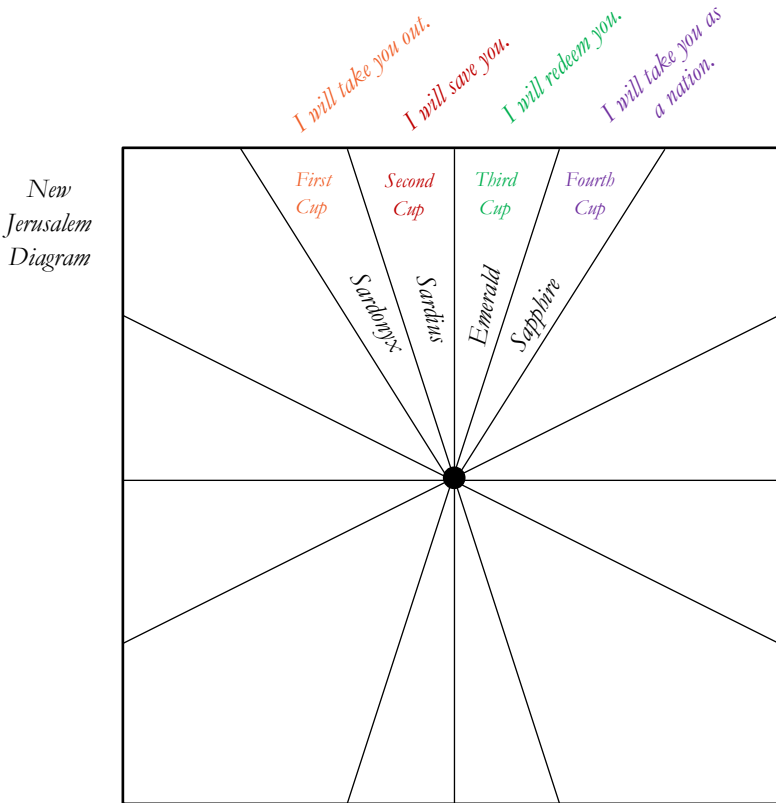 I will take you out.
I will save you.
I will redeem you.
I will take you as
a nation.
New
Jerusalem
Diagram
First
Cup
Second
Cup
Third
Cup
Fourth
Cup
Sardonyx
Sardius
Emerald
Sapphire